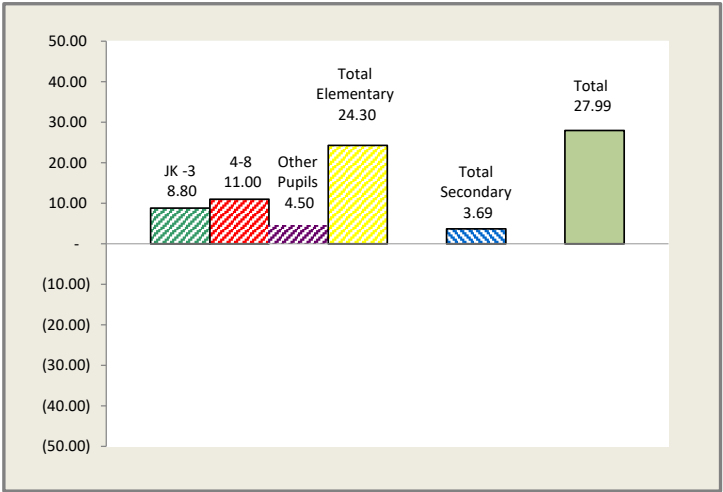 50.00
40.00
30.00
20.00
10.00
-
(10.00)
(20.00)
(30.00)
(40.00)
(50.00)
JK -3
8.80
4-8
11.00
Other
Pupils
4.50
Total
Elementary
24.30
Total
Secondary
3.69
Total
27.99